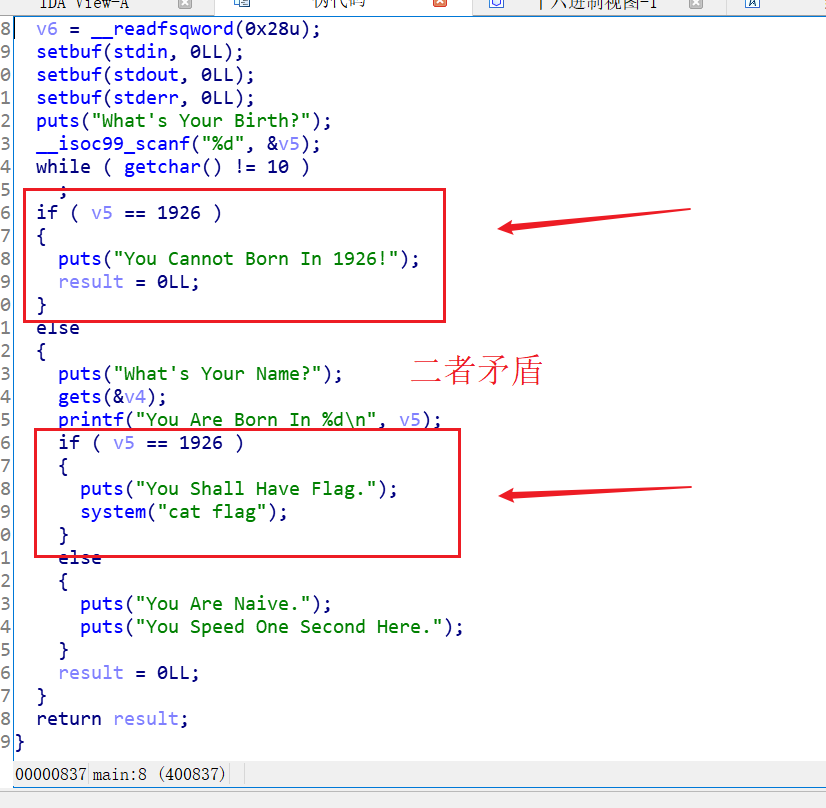 IDA View-A
伪代码
十六进制视图-1
8 v6 = __readfsqword(0x28u);
9 setbuf(stdin, 0LL);
0 setbuf(stdout, 0LL);
1 setbuf(stderr, 0LL);
2 puts("What's Your Birth?");
3 __isoc99_scanf("%d", &v5);
4 while ( getchar() != 10 )
5 ;
6 if ( v5 == 1926 )
7 {
8 puts("You Cannot Born In 1926!");
9 result = 0LL;
0 }
1 else
2 {
3 puts("What's Your Name?");
二者矛盾
4 gets(&v4);
5 printf("You Are Born In %d\n", v5);
6 if ( v5 == 1926 )
7 {
8 puts("You Shall Have Flag.");
9 system("cat flag");
0 }
1 else
2 {
3 puts("You Are Naive.");
4 puts("You Speed One Second Here.");
5 }
6 result = 0LL;
7 }
8 return result;
9 }
00000837 main:8 (400837)